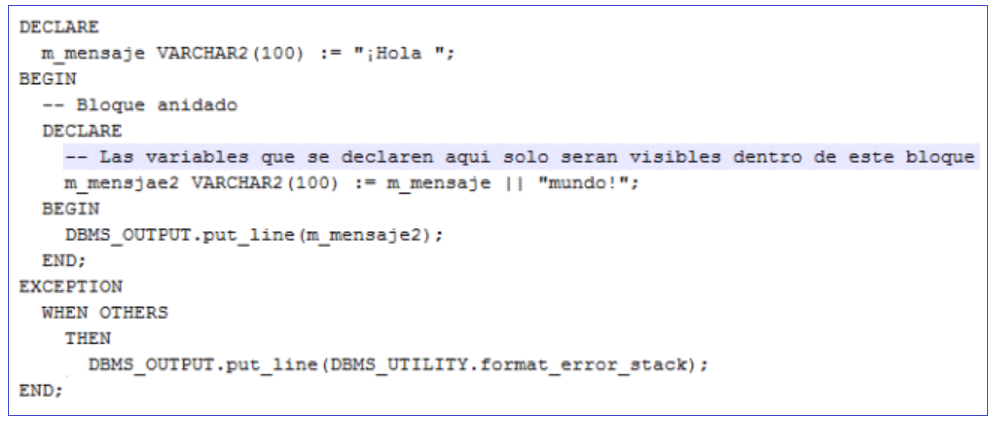 DECLARE
m_mensaje VARCHAR2(100) := "¡Hola ";
BEGIN
-- Bloque anidado
DECLARE
-- Las variables que se declaren aqui solo seran visibles dentro de este bloque
m_mensjae2 VARCHAR2(100) := m_mensaje || "mundo!";
BEGIN
DBMS_OUTPUT.put_line(m_mensaje2);
END;
EXCEPTION
WHEN OTHERS
THEN
DBMS_OUTPUT.put_line(DBMS_UTILITY.format_error_stack);
END;